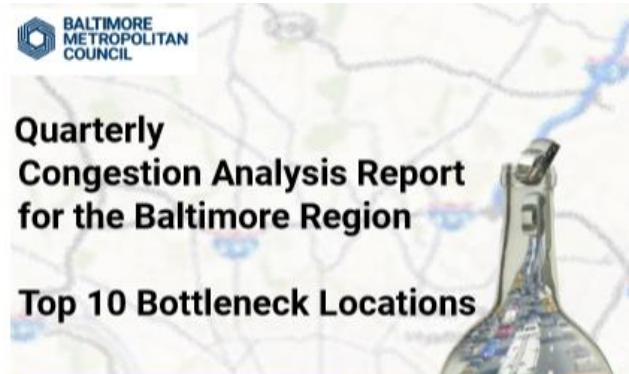 BALTIMORE
METROPOLITAN
COUNCIL
Quarterly
Congestion Analysis Report
for the Baltimore Region
Top 10 Bottleneck Locations